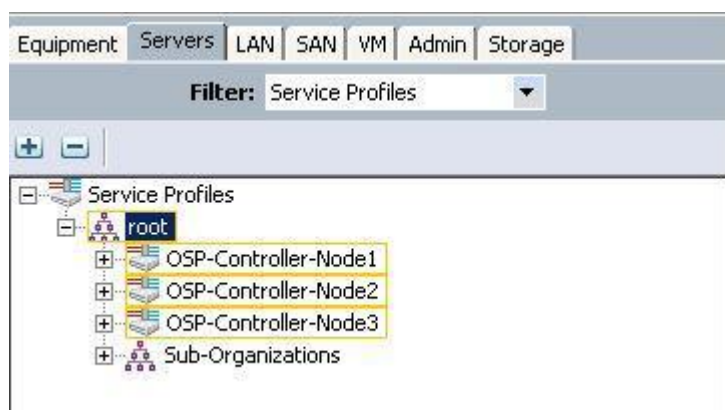 Equipment Servers LAN SAN VM Admin Storage
Filter: Service Profiles
Service Profiles
root
OSP-Controller-Node1
OSP-Controller-Node2
OSP-Controller-Node3
Sub-Organizations